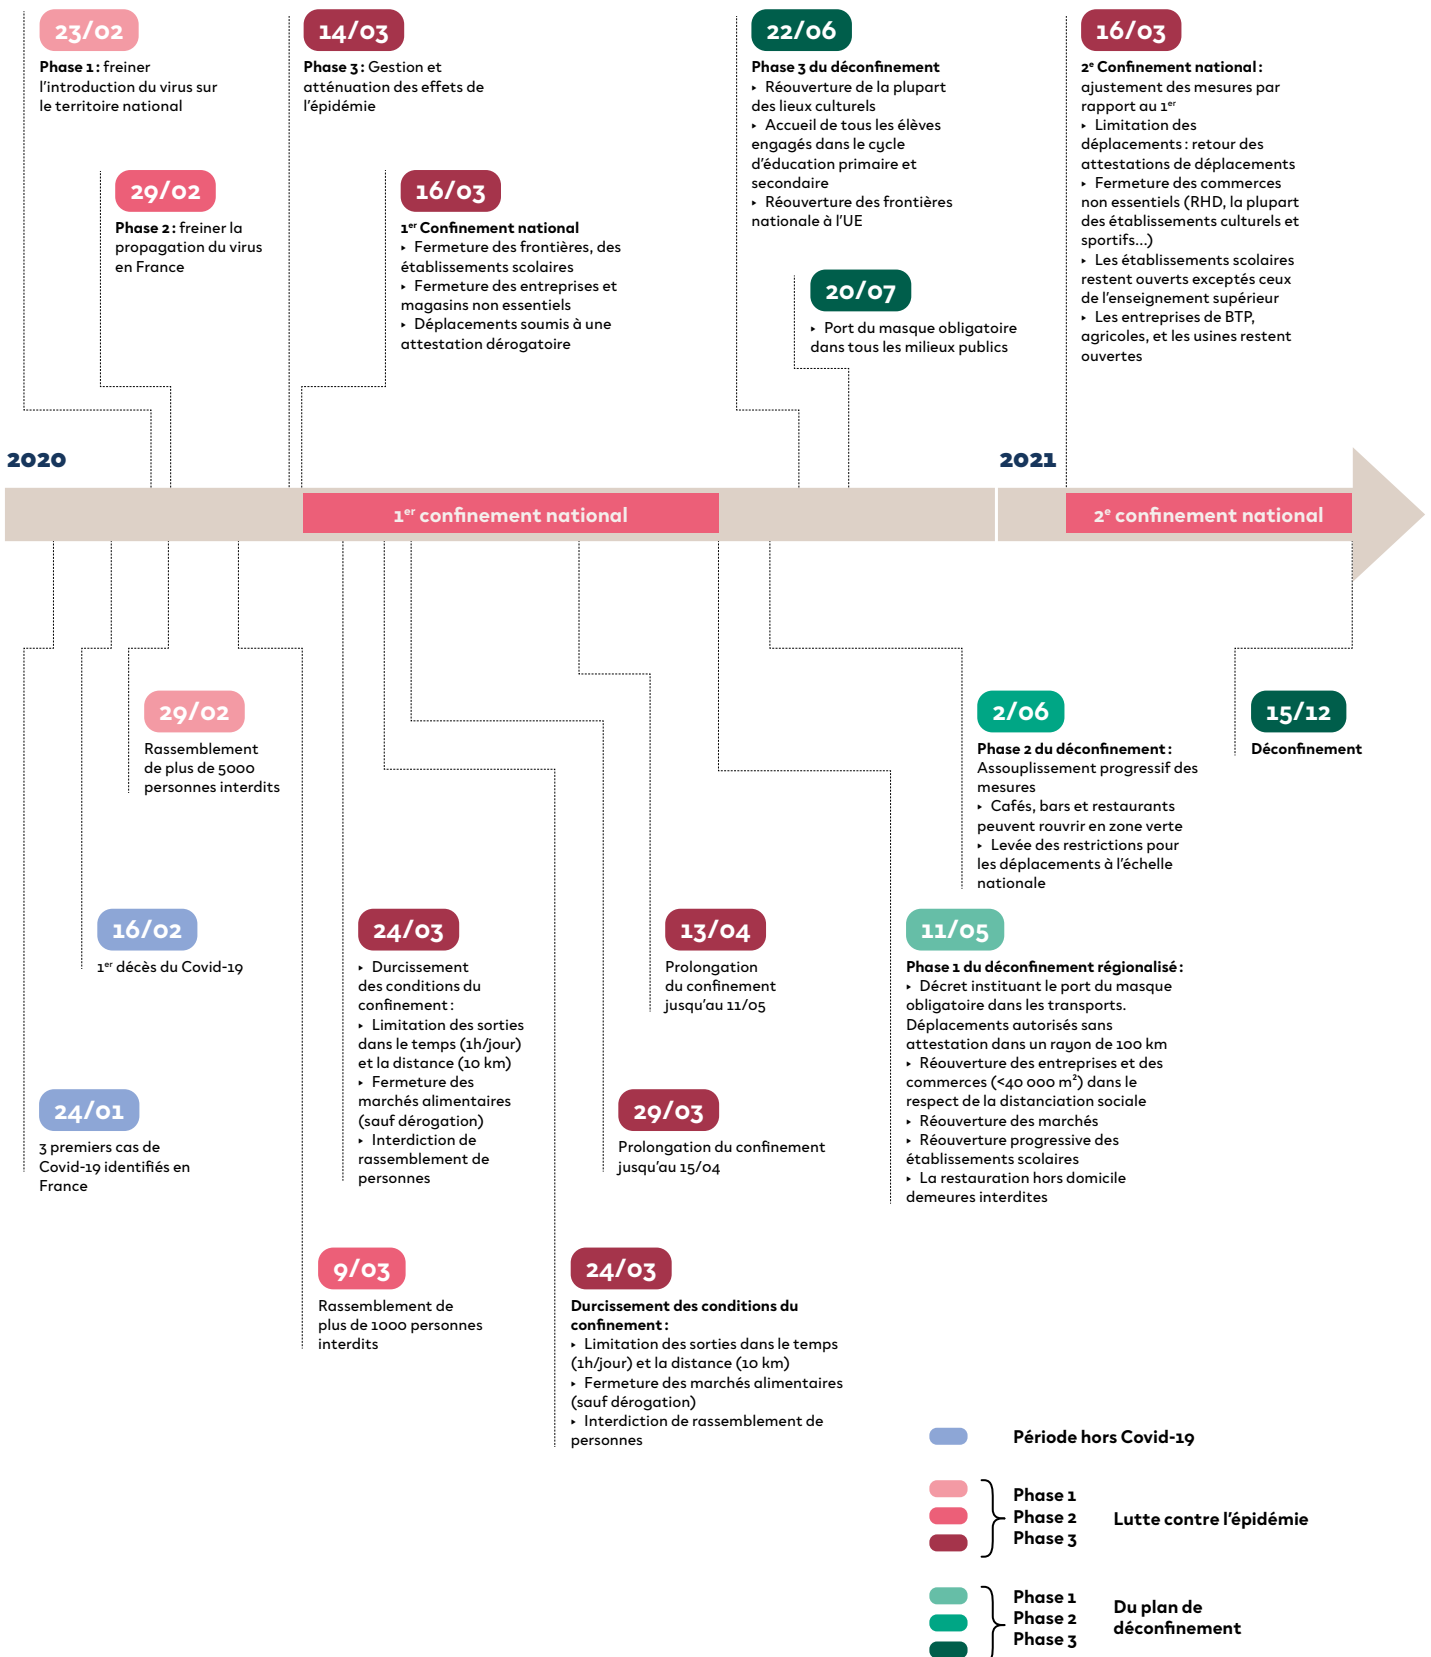 23/02
Phase 1 : freiner
l'introduction du virus sur
le territoire national
14/03
Phase 3 : Gestion et
atténuation des effets de
l'épidémie
22/06
Phase 3 du déconfinement
‣ Réouverture de la plupart
des lieux culturels
‣ Accueil de tous les élèves
engagés dans le cycle
d'éducation primaire et
secondaire
‣ Réouverture des frontières
nationale à l'UE
16/03
2e Confinement national :
ajustement des mesures par
rapport au 1er
‣ Limitation des
déplacements : retour des
attestations de déplacements
‣ Fermeture des commerces
non essentiels (RHD, la plupart
des établissements culturels et
sportifs...)
‣ Les établissements scolaires
restent ouverts exceptés ceux
de l'enseignement supérieur
‣ Les entreprises de BTP,
agricoles, et les usines restent
ouvertes
29/02
Phase 2 : freiner la
propagation du virus
en France
16/03
1er Confinement national
‣ Fermeture des frontières, des
établissements scolaires
‣ Fermeture des entreprises et
magasins non essentiels
‣ Déplacements soumis à une
attestation dérogatoire
20/07
‣ Port du masque obligatoire
dans tous les milieux publics
2020
2021
1er confinement national
2e confinement national
29/02
Rassemblement
de plus de 5000
personnes interdits
2/06
Phase 2 du déconfinement :
Assouplissement progressif des
mesures
‣ Cafés, bars et restaurants
peuvent rouvrir en zone verte
‣ Levée des restrictions pour
les déplacements à l'échelle
nationale
15/12
Déconfinement
16/02
1er décès du Covid-19
24/03
‣ Durcissement
des conditions du
confinement :
‣ Limitation des sorties
dans le temps (1h/jour)
et la distance (10 km)
‣ Fermeture des
marchés alimentaires
(sauf dérogation)
‣ Interdiction de
rassemblement de
personnes
13/04
Prolongation
du confinement
jusqu'au 11/05
11/05
Phase 1 du déconfinement régionalisé :
‣ Décret instituant le port du masque
obligatoire dans les transports.
Déplacements autorisés sans
attestation dans un rayon de 100 km
‣ Réouverture des entreprises et des
commerces (<40 000 m²) dans le
respect de la distanciation sociale
‣ Réouverture des marchés
‣ Réouverture progressive des
établissements scolaires
‣ La restauration hors domicile
demeures interdites
24/01
3 premiers cas de
Covid-19 identifiés en
France
29/03
Prolongation du confinement
jusqu'au 15/04
9/03
Rassemblement de
plus de 1000 personnes
interdits
24/03
Durcissement des conditions du
confinement :
‣ Limitation des sorties dans le temps
(1h/jour) et la distance (10 km)
‣ Fermeture des marchés alimentaires
(sauf dérogation)
‣ Interdiction de rassemblement de
personnes
Période hors Covid-19
Phase 1
Phase 2
Phase 3
Lutte contre l'épidémie
Phase 1
Phase 2
Phase 3
Du plan de
déconfinement